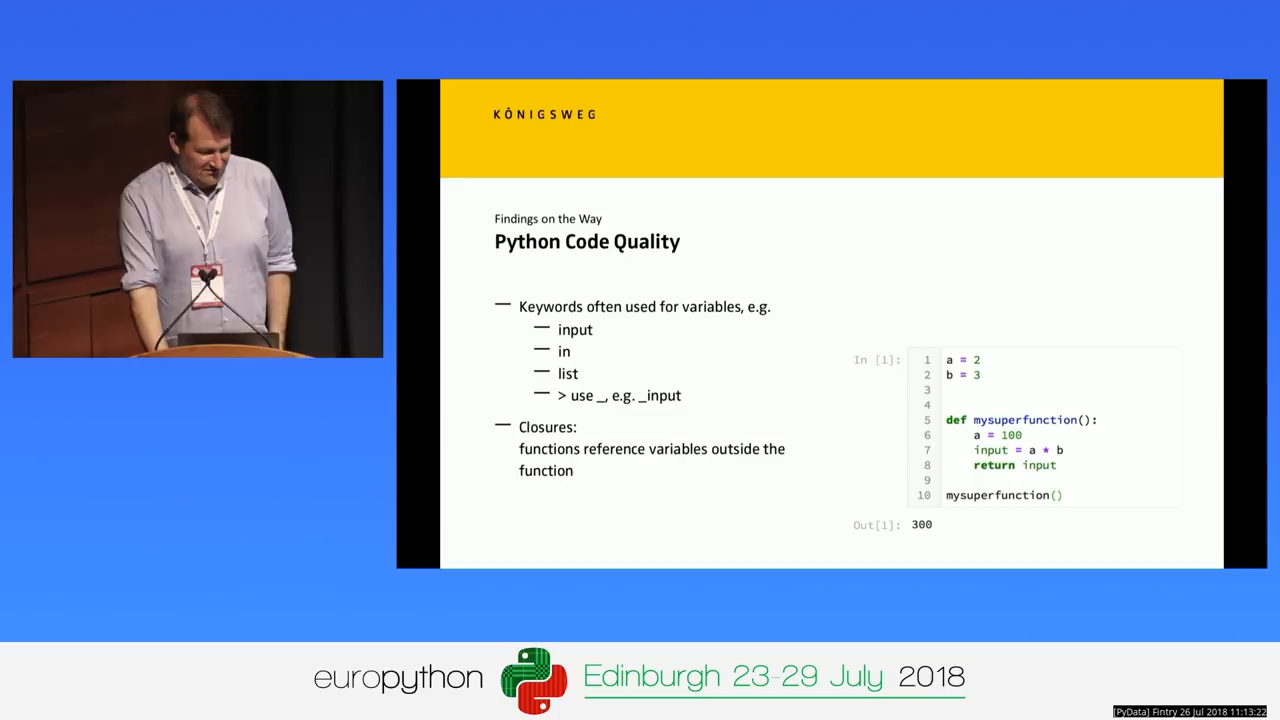 KÖNIGSWEG
Findings on the Way
Python Code Quality
— Keywords often used for variables, e.g.
— input
— in
— list
— > use _, e.g. _input
— Closures:
functions reference variables outside the
function
In [1]:
1 a = 2
2 b = 3
3
4
5 def mysuperfunction():
6 a = 100
7 input = a * b
8 return input
9
10 mysuperfunction()
Out[1]: 300
europython
Edinburgh 23-29 July 2018
[PyData] Fintry 26 Jul 2018 11:13:22